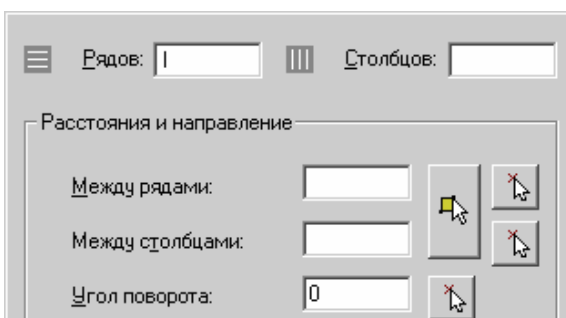 Рядов: Столбцов:
Расстояния и направление
Между рядами:
Между столбцами:
Угол поворота: 0